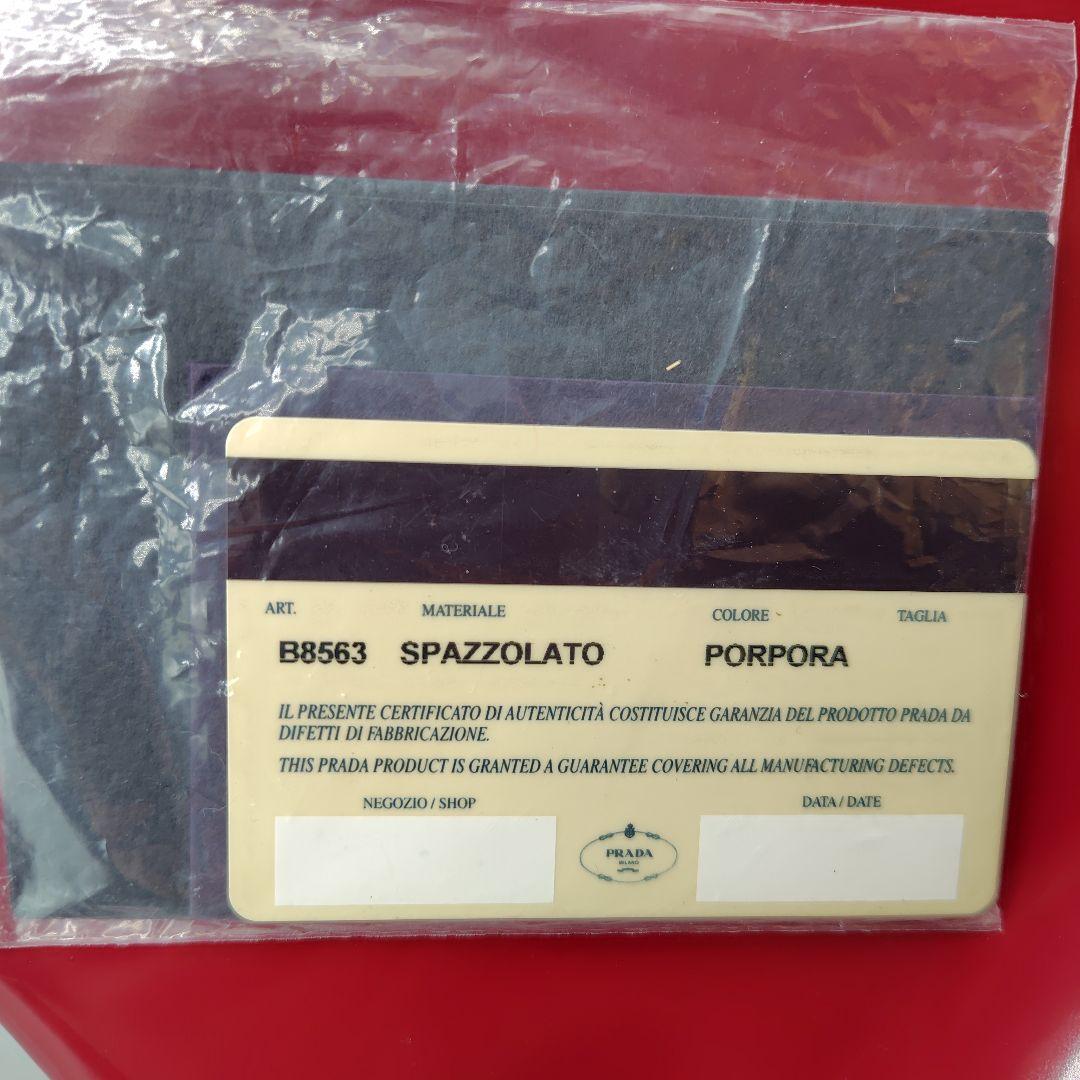 ART. MATERIALE COLORE TAGLIA
B8563 SPAZZOLATO PORPORA
IL PRESENTE CERTIFICATO DI AUTENTICITÀ COSTITUISCE GARANZIA DEL PRODOTTO PRADA DA
DIFETTI DI FABBRICAZIONE.
THIS PRADA PRODUCT IS GRANTED A GUARANTEE COVERING ALL MANUFACTURING DEFECTS.
NEGOZIO / SHOP DATA / DATE
PRADA
MILANO